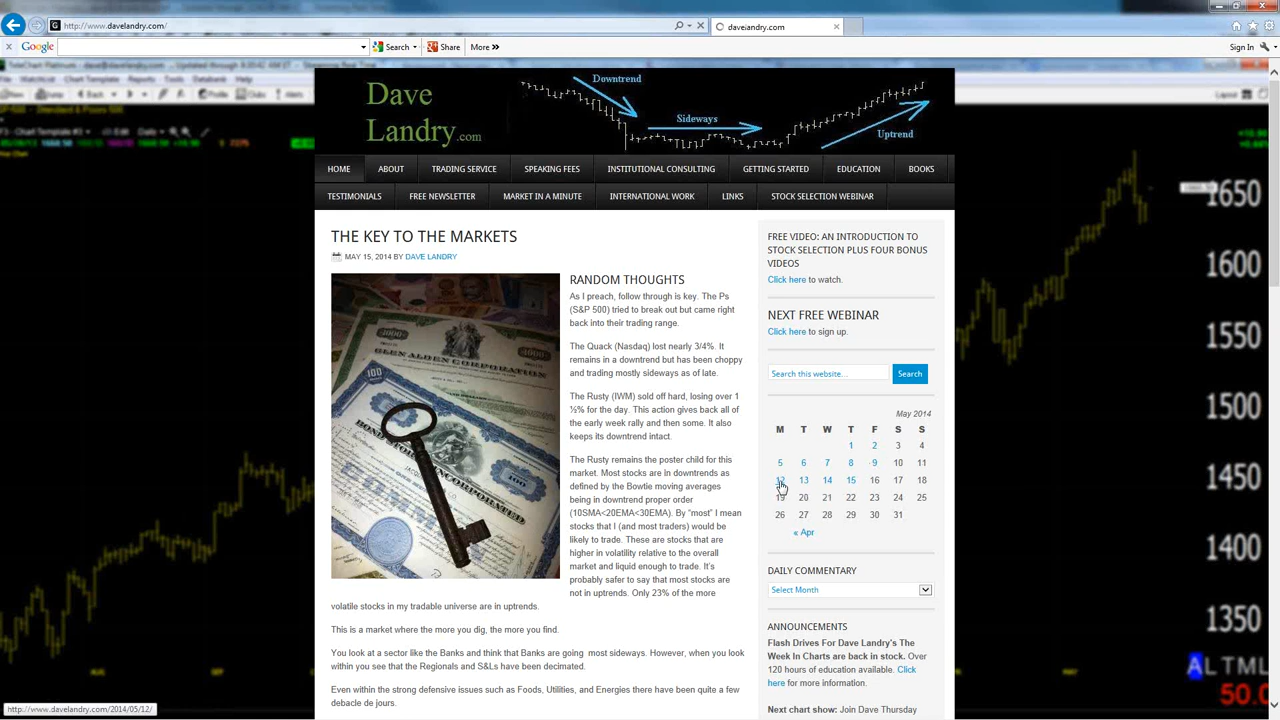 http://www.davelandry.com/
davelandry.com
Google
Search
Share
More »
Sign In
Dave
Landry.com
Downtrend
Sideways
Uptrend
HOME
ABOUT
TRADING SERVICE
SPEAKING FEES
INSTITUTIONAL CONSULTING
GETTING STARTED
EDUCATION
BOOKS
TESTIMONIALS
FREE NEWSLETTER
MARKET IN A MINUTE
INTERNATIONAL WORK
LINKS
STOCK SELECTION WEBINAR
THE KEY TO THE MARKETS
MAY 15, 2014 BY DAVE LANDRY
RANDOM THOUGHTS
As I preach, follow through is key. The Ps
(S&P 500) tried to break out but came right
back into their trading range.
The Quack (Nasdaq) lost nearly 3/4%. It
remains in a downtrend but has been choppy
and trading mostly sideways as of late.
The Rusty (IWM) sold off hard, losing over 1
½% for the day. This action gives back all of
the early week rally and then some. It also
keeps its downtrend intact.
The Rusty remains the poster child for this
market. Most stocks are in downtrends as
defined by the Bowtie moving averages
being in downtrend proper order
(10SMA<20EMA<30EMA). By “most” I mean
stocks that I (and most traders) would be
likely to trade. These are stocks that are
higher in volatility relative to the overall
market and liquid enough to trade. It’s
probably safer to say that most stocks are
not in uptrends. Only 23% of the more
volatile stocks in my tradable universe are in uptrends.
This is a market where the more you dig, the more you find.
You look at a sector like the Banks and think that Banks are going  most sideways. However, when you look
within you see that the Regionals and S&Ls have been decimated.
Even within the strong defensive issues such as Foods, Utilities, and Energies there have been quite a few
debacle de jours.
FREE VIDEO: AN INTRODUCTION TO
STOCK SELECTION PLUS FOUR BONUS
VIDEOS
Click here to watch.
NEXT FREE WEBINAR
Click here to sign up.
Search this website…
Search
May 2014
M T W T F S S
1 2 3 4
5 6 7 8 9 10 11
12 13 14 15 16 17 18
19 20 21 22 23 24 25
26 27 28 29 30 31
« Apr
DAILY COMMENTARY
Select Month
ANNOUNCEMENTS
Flash Drives For Dave Landry's The
Week In Charts are back in stock. Over
120 hours of education available. Click
here for more information.
Next chart show: Join Dave Thursday
1650
1600
1550
1500
1450
1400
1350
ALTML
50.0
http://www.davelandry.com/2014/05/12/